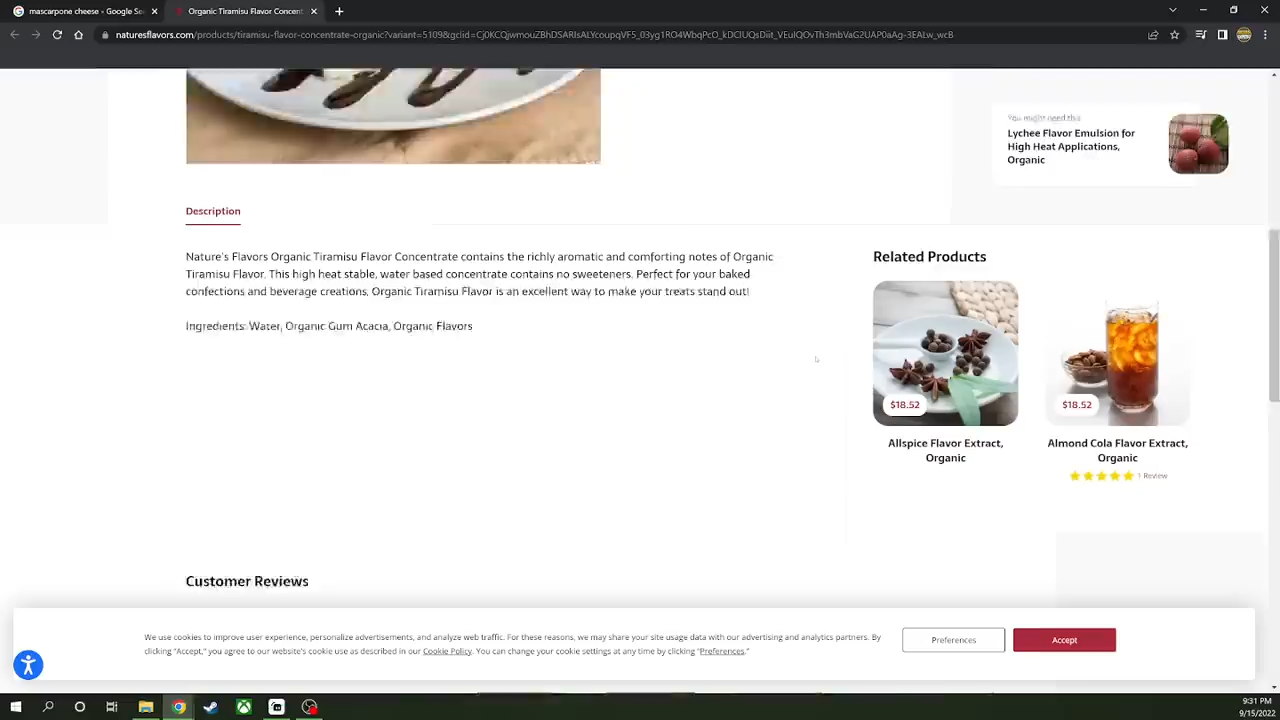 mascarpone cheese - Google Se
Organic Tiramisu Flavor Concent
naturesflavors.com/products/tiramisu-flavor-concentrate-organic?variant=5109&gclid=
You might need this
Lychee Flavor Emulsion for
High Heat Applications,
Organic
Description
Nature's Flavors Organic Tiramisu Flavor Concentrate contains the richly aromatic and comforting notes of Organic
Tiramisu Flavor. This high heat stable, water based concentrate contains no sweeteners. Perfect for your baked
confections and beverage creations, Organic Tiramisu Flavor is an excellent way to make your treats stand out!
Ingredients: Water, Organic Gum Acacia, Organic Flavors
Related Products
$18.52
$18.52
Allspice Flavor Extract,
Organic
Almond Cola Flavor Extract,
Organic
1 Review
Customer Reviews
We use cookies to improve user experience, personalize advertisements, and analyze web traffic. For these reasons, we may share your site usage data with our advertising and analytics partners. By
clicking "Accept," you agree to our website's cookie use as described in our Cookie Policy. You can change your cookie settings at any time by clicking "Preferences."
Preferences
Accept
9:31 PM
9/15/2022